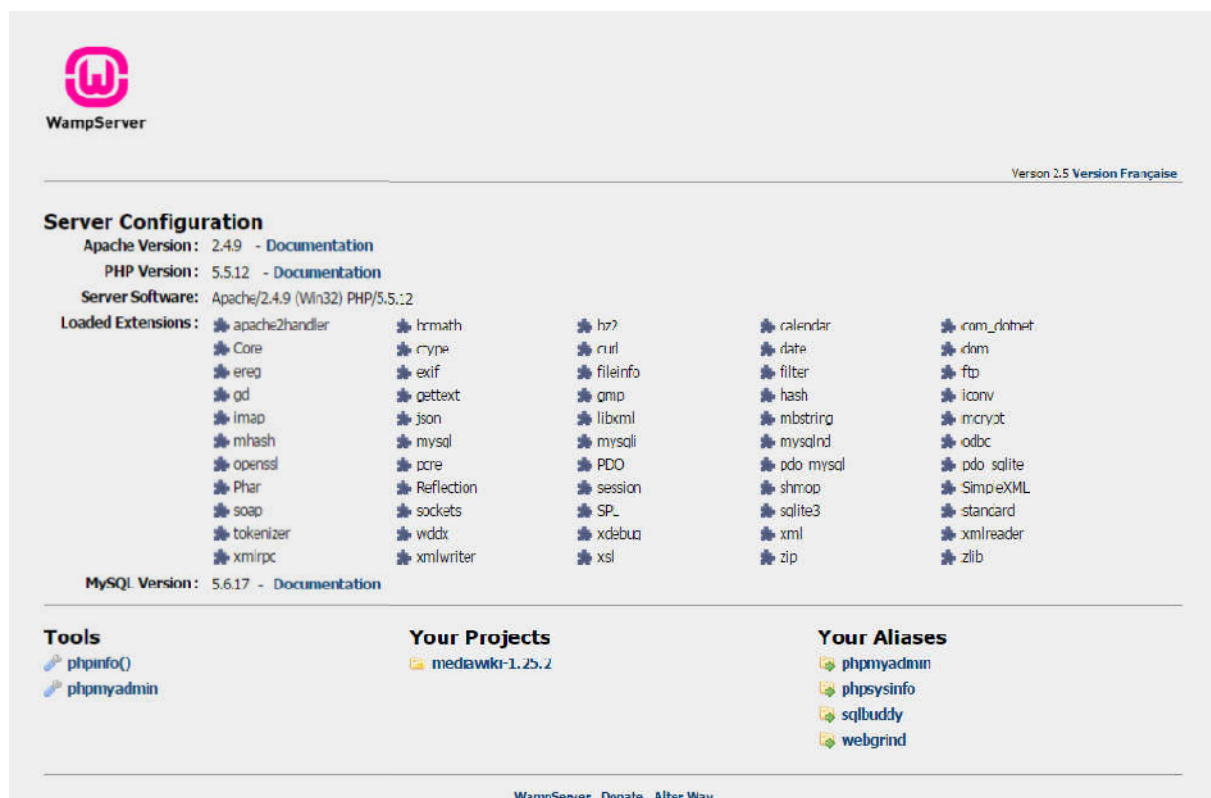 WampServer
Version 2.5 Version Française
Server Configuration
Apache Version : 2.4.9 - Documentation
PHP Version : 5.5.12 - Documentation
Server Software: Apache/2.4.9 (Win32) PHP/5.5.12
Loaded Extensions : apache2handler bcmath bz2 calendar com_dotnet
Core ctype curl date dom
ereg exif fileinfo filter ftp
gd gettext gmp hash iconv
imap json libxml mbstring mcrypt
mhash mysql mysqli mysqlnd odbc
openssl pcre PDO pdo_mysql pdo_sqlite
Phar Reflection session shmop SimpleXML
soap sockets SPL sqlite3 standard
tokenizer wddx xdebug xml xmlreader
xmlrpc xmlwriter xsl zip zlib
MySQL Version : 5.6.17 - Documentation
Tools Your Projects Your Aliases
phpinfo() mediawiki-1.25.2 phpmyadmin
phpmyadmin phpsysinfo
sqlbuddy
webgrind
WampServer Donate Alter Way